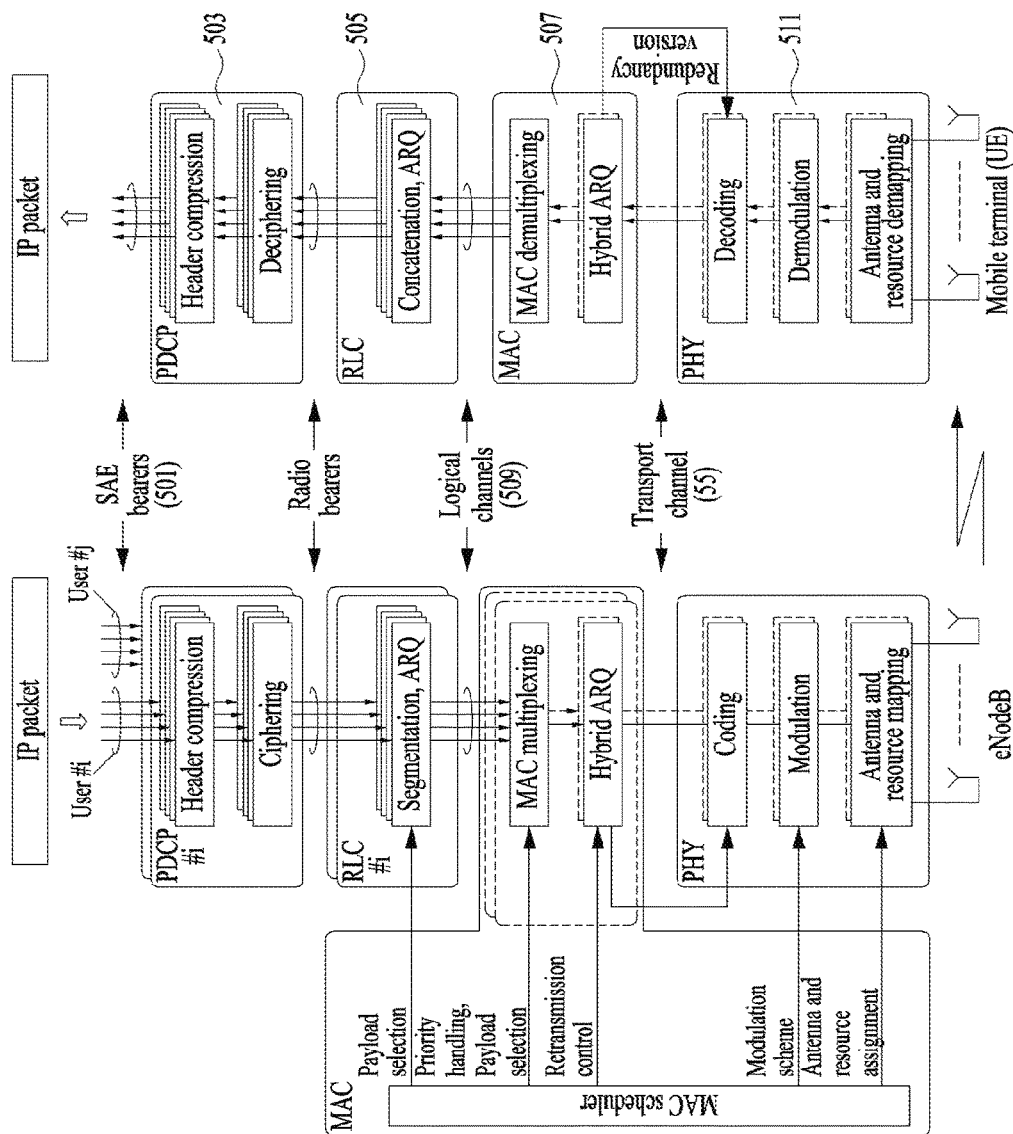 IP packet
User #i
User #j
PDCP
#i
Header compression
Ciphering
RLC
#i
Segmentation, ARQ
MAC
MAC scheduler
Payload
selection
Priority
handling,
Payload
selection
Retransmission
control
Modulation
scheme
Antenna and
resource
assignment
MAC multiplexing
Hybrid ARQ
PHY
Coding
Modulation
Antenna and
resource mapping
eNodeB
SAE
bearers
(501)
Radio
bearers
Logical
channels
(509)
Transport
channel
(55)
IP packet
503
PDCP
Header compression
Deciphering
505
RLC
Concatenation, ARQ
507
MAC
MAC demultiplexing
Hybrid ARQ
Redundancy
version
511
PHY
Decoding
Demodulation
Antenna and
resource demapping
Mobile terminal (UE)